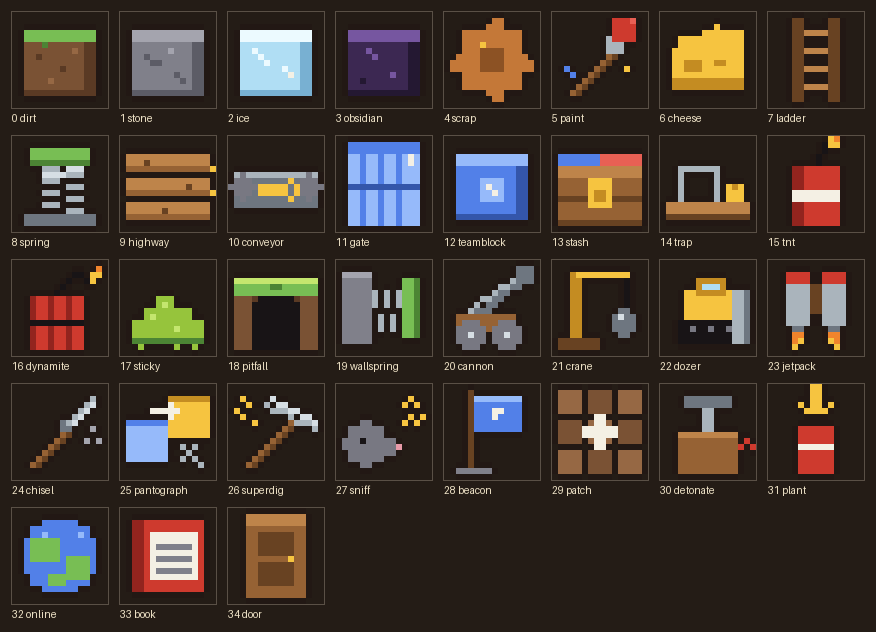 0 dirt
1 stone
2 ice
3 obsidian
4 scrap
5 paint
6 cheese
7 ladder
8 spring
9 highway
10 conveyor
11 gate
12 teamblock
13 stash
14 trap
15 tnt
16 dynamite
17 sticky
18 pitfall
19 wallspring
20 cannon
21 crane
22 dozer
23 jetpack
24 chisel
25 pantograph
26 superdig
27 sniff
28 beacon
29 patch
30 detonate
31 plant
32 online
33 book
34 door